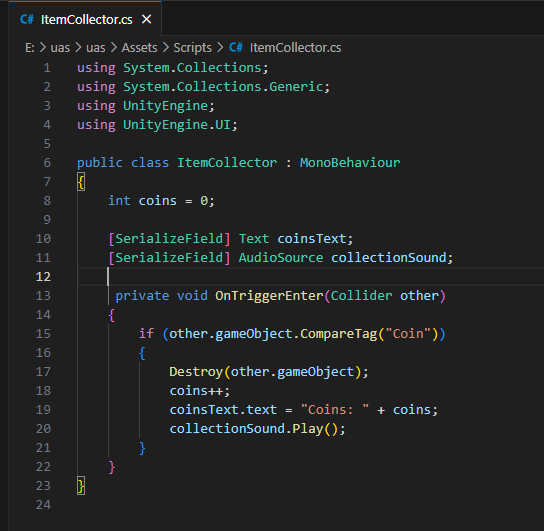 C# ItemCollector.cs ×
E: > uas > uas > Assets > Scripts > C# ItemCollector.cs
1 using System.Collections;
2 using System.Collections.Generic;
3 using UnityEngine;
4 using UnityEngine.UI;
5
6 public class ItemCollector : MonoBehaviour
7 {
8     int coins = 0;
9
10     [SerializeField] Text coinsText;
11     [SerializeField] AudioSource collectionSound;
12
13      private void OnTriggerEnter(Collider other)
14     {
15         if (other.gameObject.CompareTag("Coin"))
16         {
17             Destroy(other.gameObject);
18             coins++;
19             coinsText.text = "Coins: " + coins;
20             collectionSound.Play();
21         }
22     }
23 }
24